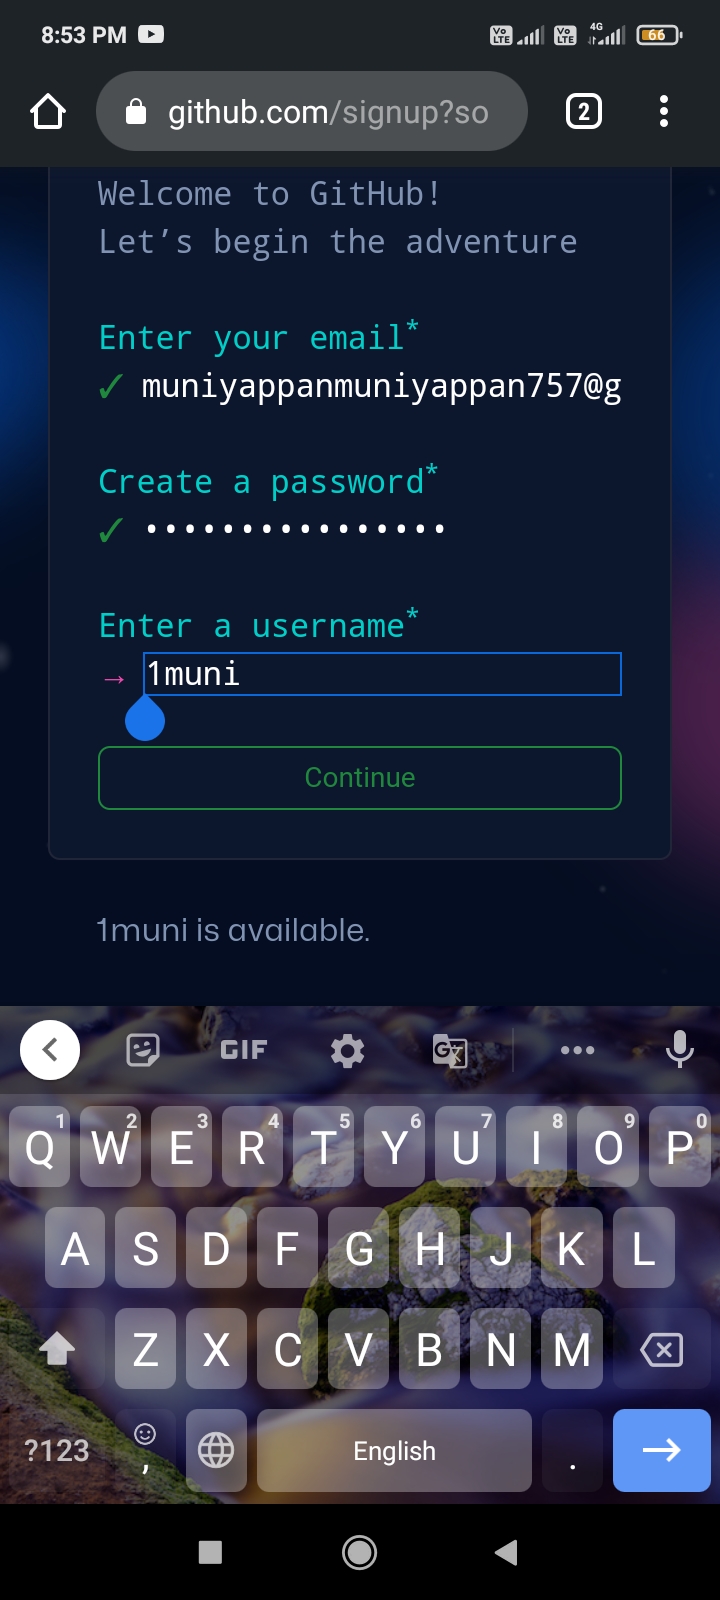 8:53 PM
Vo LTE Vo LTE 4G 66
github.com/signup?so
2
Welcome to GitHub!
Let’s begin the adventure
Enter your email*
✓ muniyappanmuniyappan757@g
Create a password*
✓ ••••••••••••••••
Enter a username*
→ 1muni
Continue
1muni is available.
GIF
G
1 2 3 4 5 6 7 8 9 0
Q W E R T Y U I O P
A S D F G H J K L
Z X C V B N M
?123 , English .